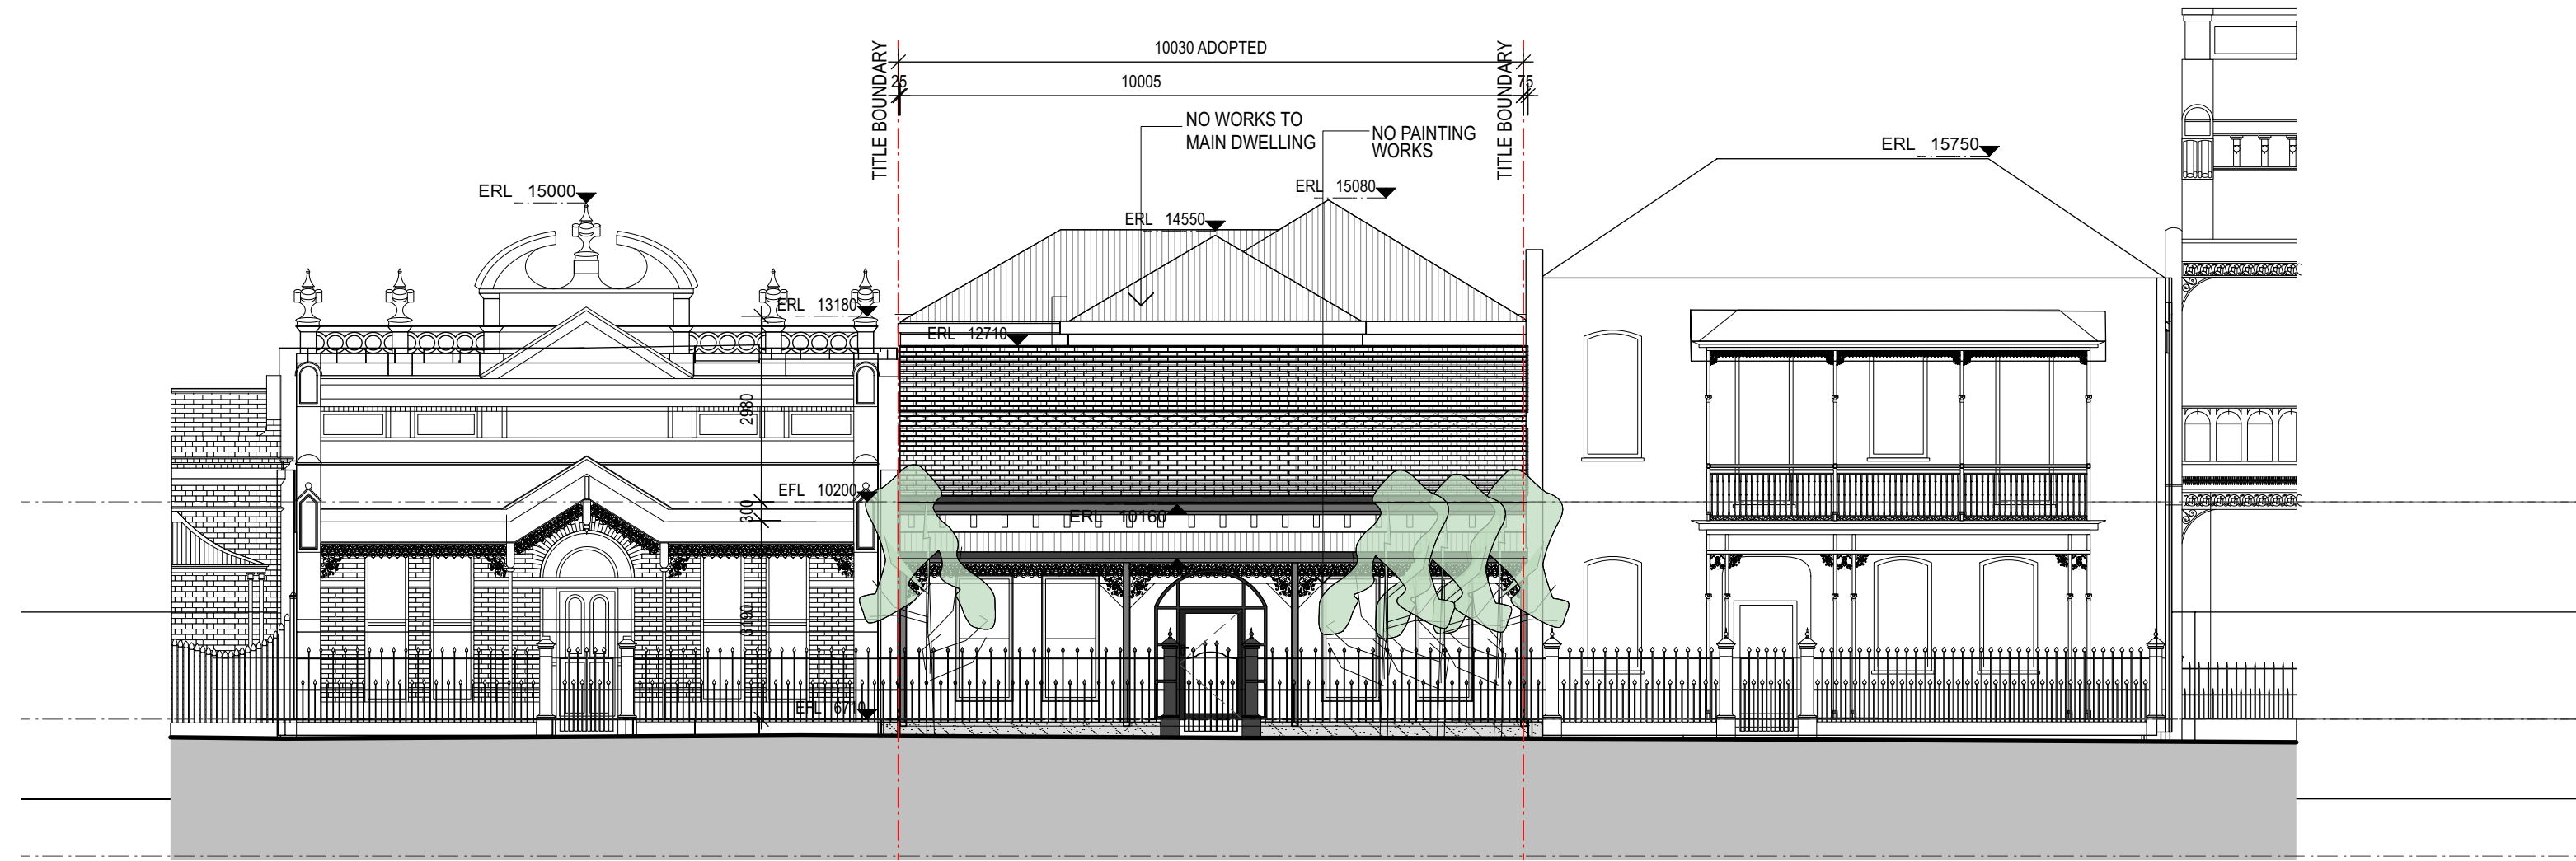 10030 ADOPTED
TITLE BOUNDARY
TITLE BOUNDARY
25
10005
75
NO WORKS TO
MAIN DWELLING
NO PAINTING
WORKS
ERL 15750
ERL 15000
ERL 15080
ERL 14550
ERL 13180
ERL 12710
2980
EFL 10200
300
ERL 10160
3190
EFL 6710